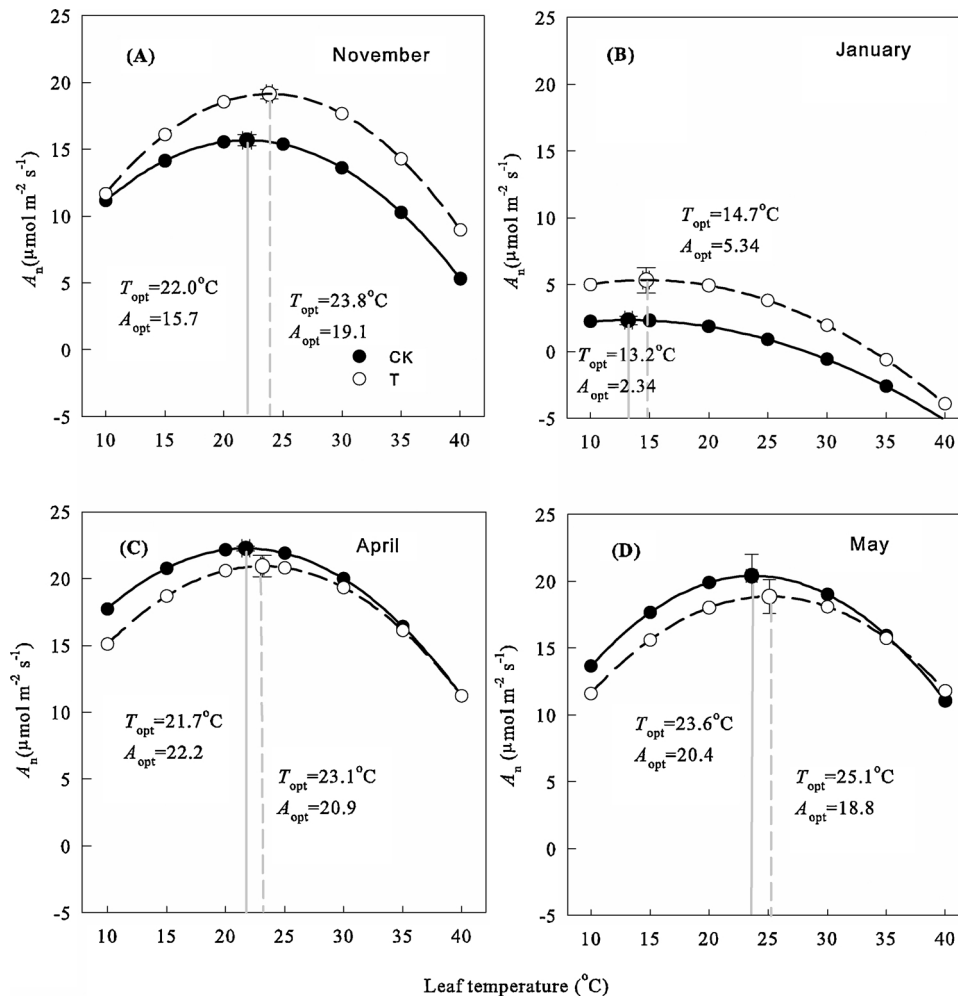 (A)
November
25
20
15
10
5
0
-5
Aₙ(μmol m⁻² s⁻¹)
Tₒₚₜ=22.0°C
Aₒₚₜ=15.7
Tₒₚₜ=23.8°C
Aₒₚₜ=19.1
CK
T
10 15 20 25 30 35 40
(B)
January
25
20
15
10
5
0
-5
Aₙ(μmol m⁻² s⁻¹)
Tₒₚₜ=14.7°C
Aₒₚₜ=5.34
Tₒₚₜ=13.2°C
Aₒₚₜ=2.34
10 15 20 25 30 35 40
(C)
April
25
20
15
10
5
0
-5
Aₙ(μmol m⁻² s⁻¹)
Tₒₚₜ=21.7°C
Aₒₚₜ=22.2
Tₒₚₜ=23.1°C
Aₒₚₜ=20.9
10 15 20 25 30 35 40
(D)
May
25
20
15
10
5
0
-5
Aₙ(μmol m⁻² s⁻¹)
Tₒₚₜ=23.6°C
Aₒₚₜ=20.4
Tₒₚₜ=25.1°C
Aₒₚₜ=18.8
10 15 20 25 30 35 40
Leaf temperature (°C)